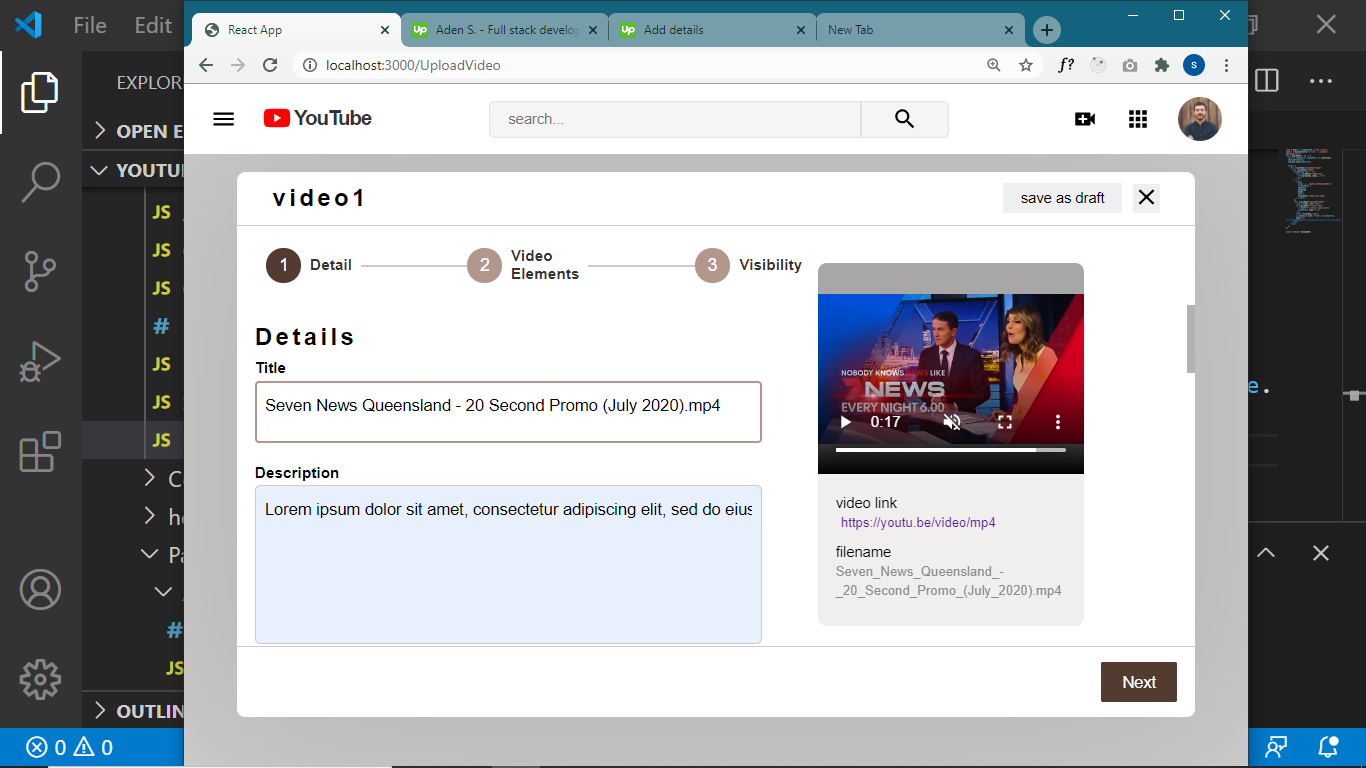 File Edit
React App
Aden S. - Full stack develop
Add details
New Tab
localhost:3000/UploadVideo
f?
s
EXPLOR
OPEN E
YOUTU
JS
JS
JS
#
JS
JS
JS
C
h
Pa
#
JS
OUTLIN
0 0
YouTube
search...
video1
save as draft
1 Detail
2 Video
Elements
3 Visibility
Details
Title
Seven News Queensland - 20 Second Promo (July 2020).mp4
Description
Lorem ipsum dolor sit amet, consectetur adipiscing elit, sed do eius
NOBODY KNOWS NEWS LIKE
7NEWS
EVERY NIGHT 6.00
0:17
video link
https://youtu.be/video/mp4
filename
Seven_News_Queensland_-
_20_Second_Promo_(July_2020).mp4
Next
e.